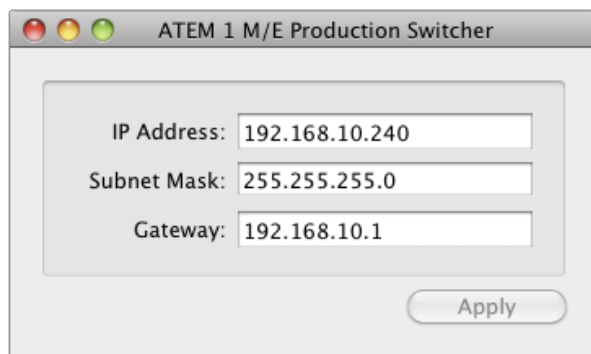 ATEM 1 M/E Production Switcher
IP Address: 192.168.10.240
Subnet Mask: 255.255.255.0
Gateway: 192.168.10.1
Apply